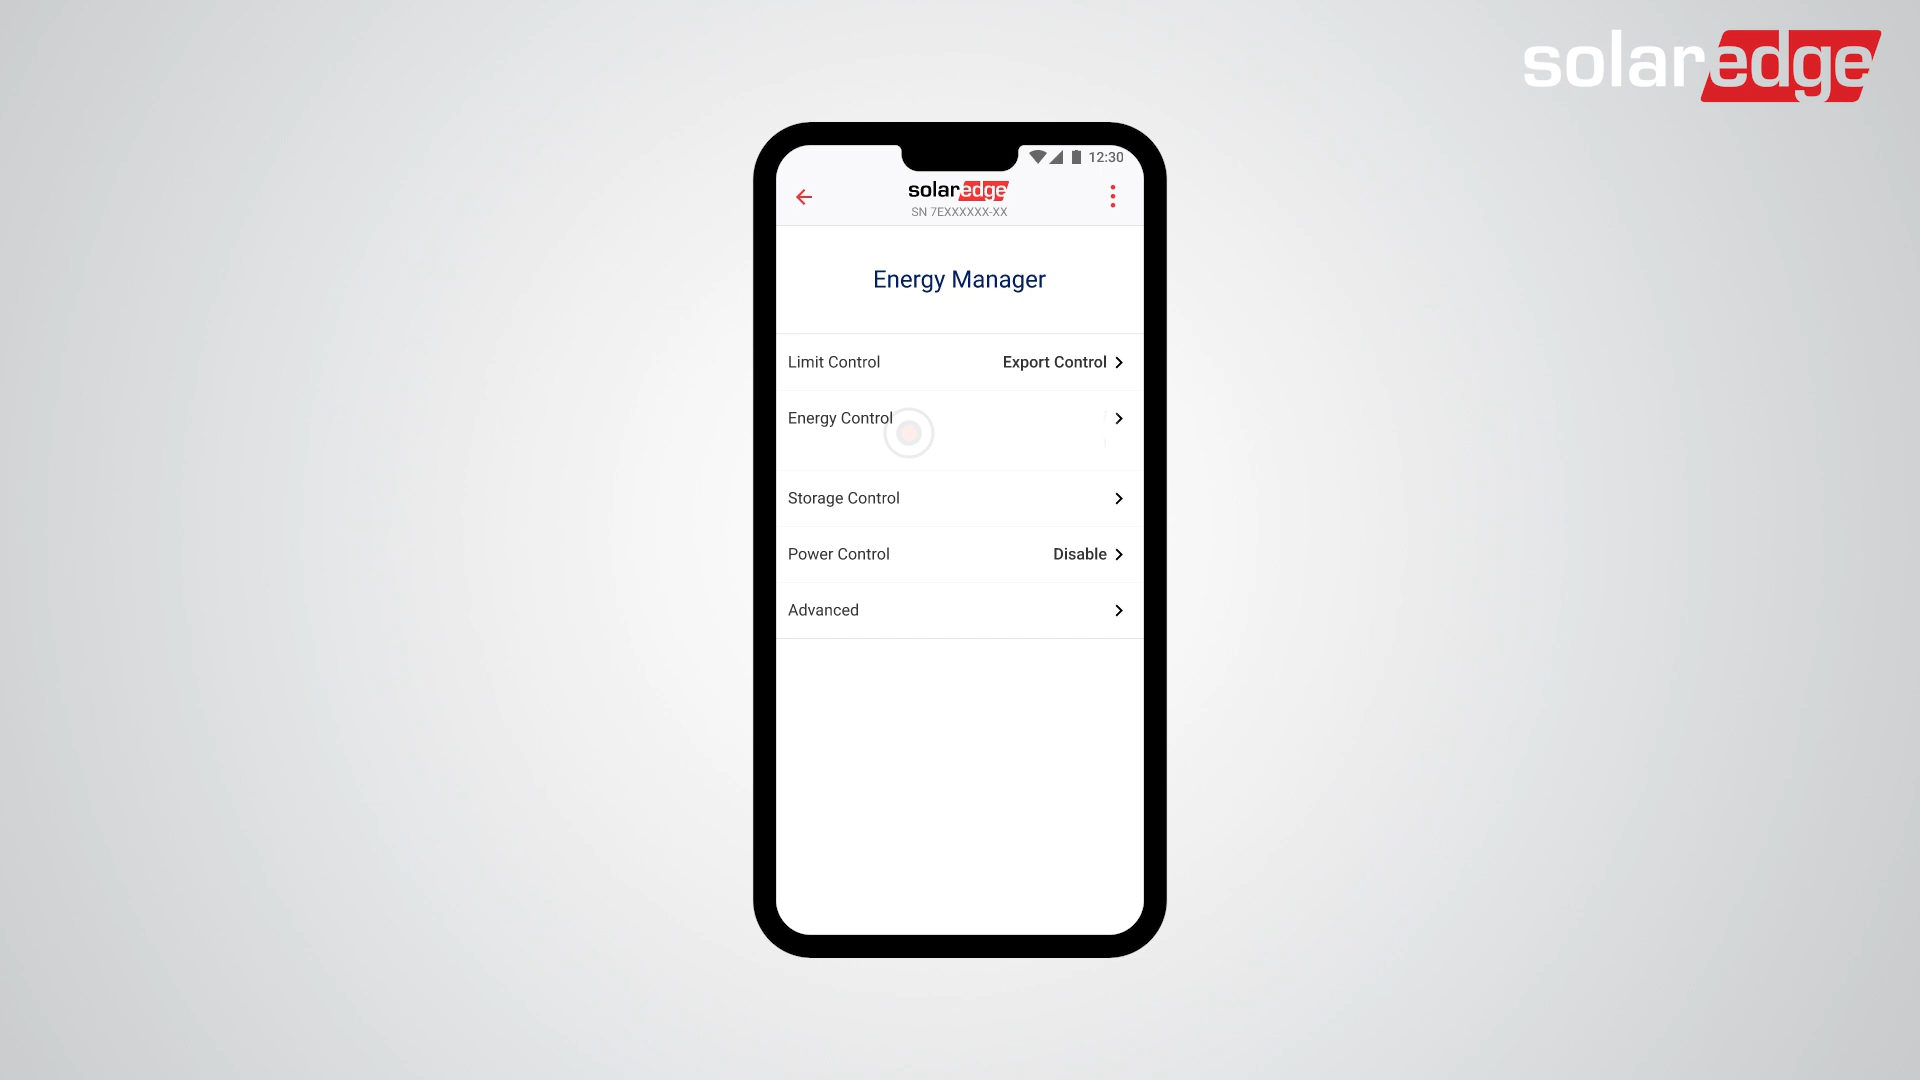 solaredge
12:30
solaredge
SN 7EXXXXXX-XX
Energy Manager
Limit Control Export Control
Energy Control
Storage Control
Power Control Disable
Advanced